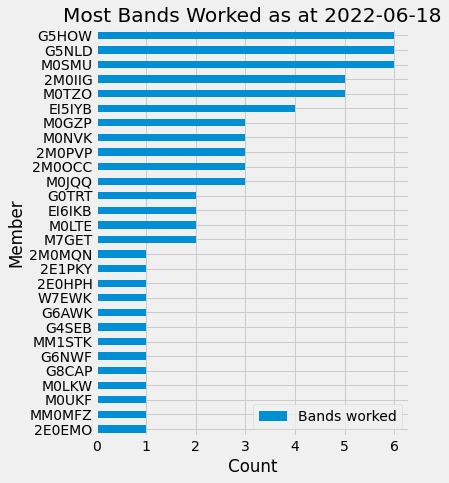 Most Bands Worked as at 2022-06-18
G5HOW
G5NLD
M0SMU
2M0IIG
M0TZO
EI5IYB
M0GZP
M0NVK
2M0PVP
2M0OCC
M0JQQ
G0TRT
EI6IKB
M0LTE
M7GET
2M0MQN
2E1PKY
2E0HPH
W7EWK
G6AWK
G4SEB
MM1STK
G6NWF
G8CAP
M0LKW
M0UKF
MM0MFZ
2E0EMO
Member
Bands worked
0 1 2 3 4 5 6
Count